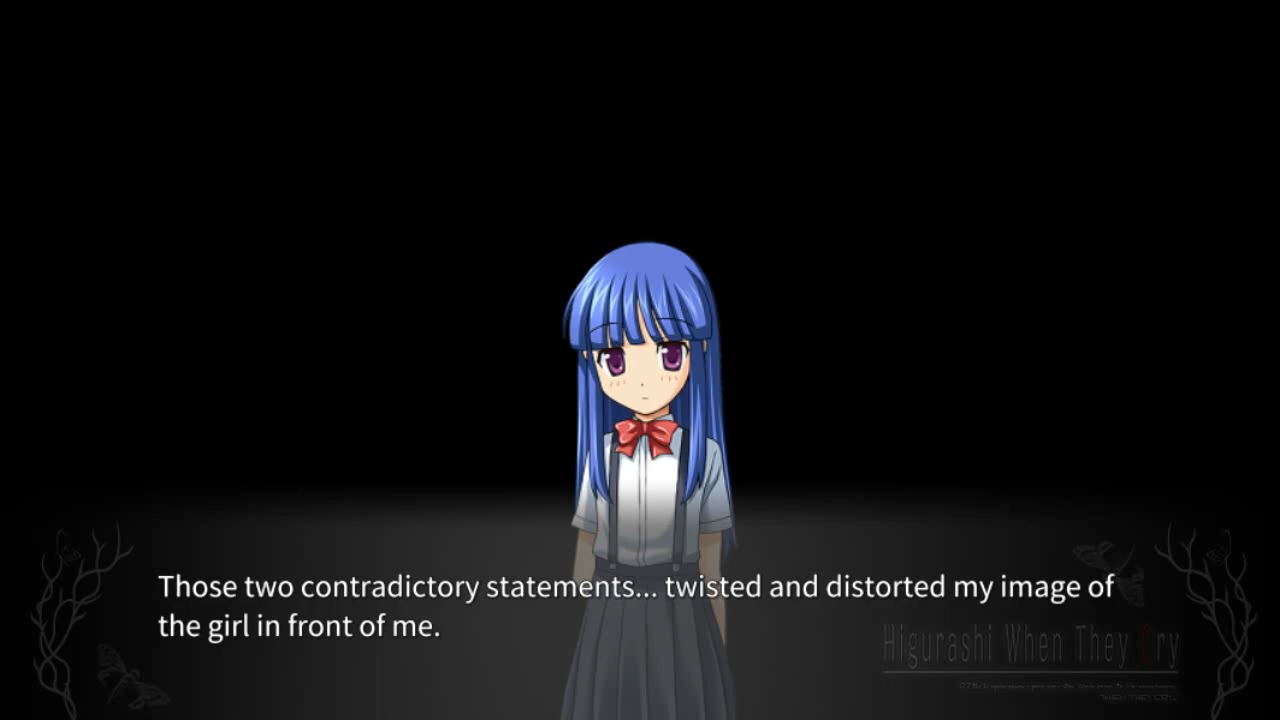 Those two contradictory statements... twisted and distorted my image of
the girl in front of me.
Higurashi When They Cry